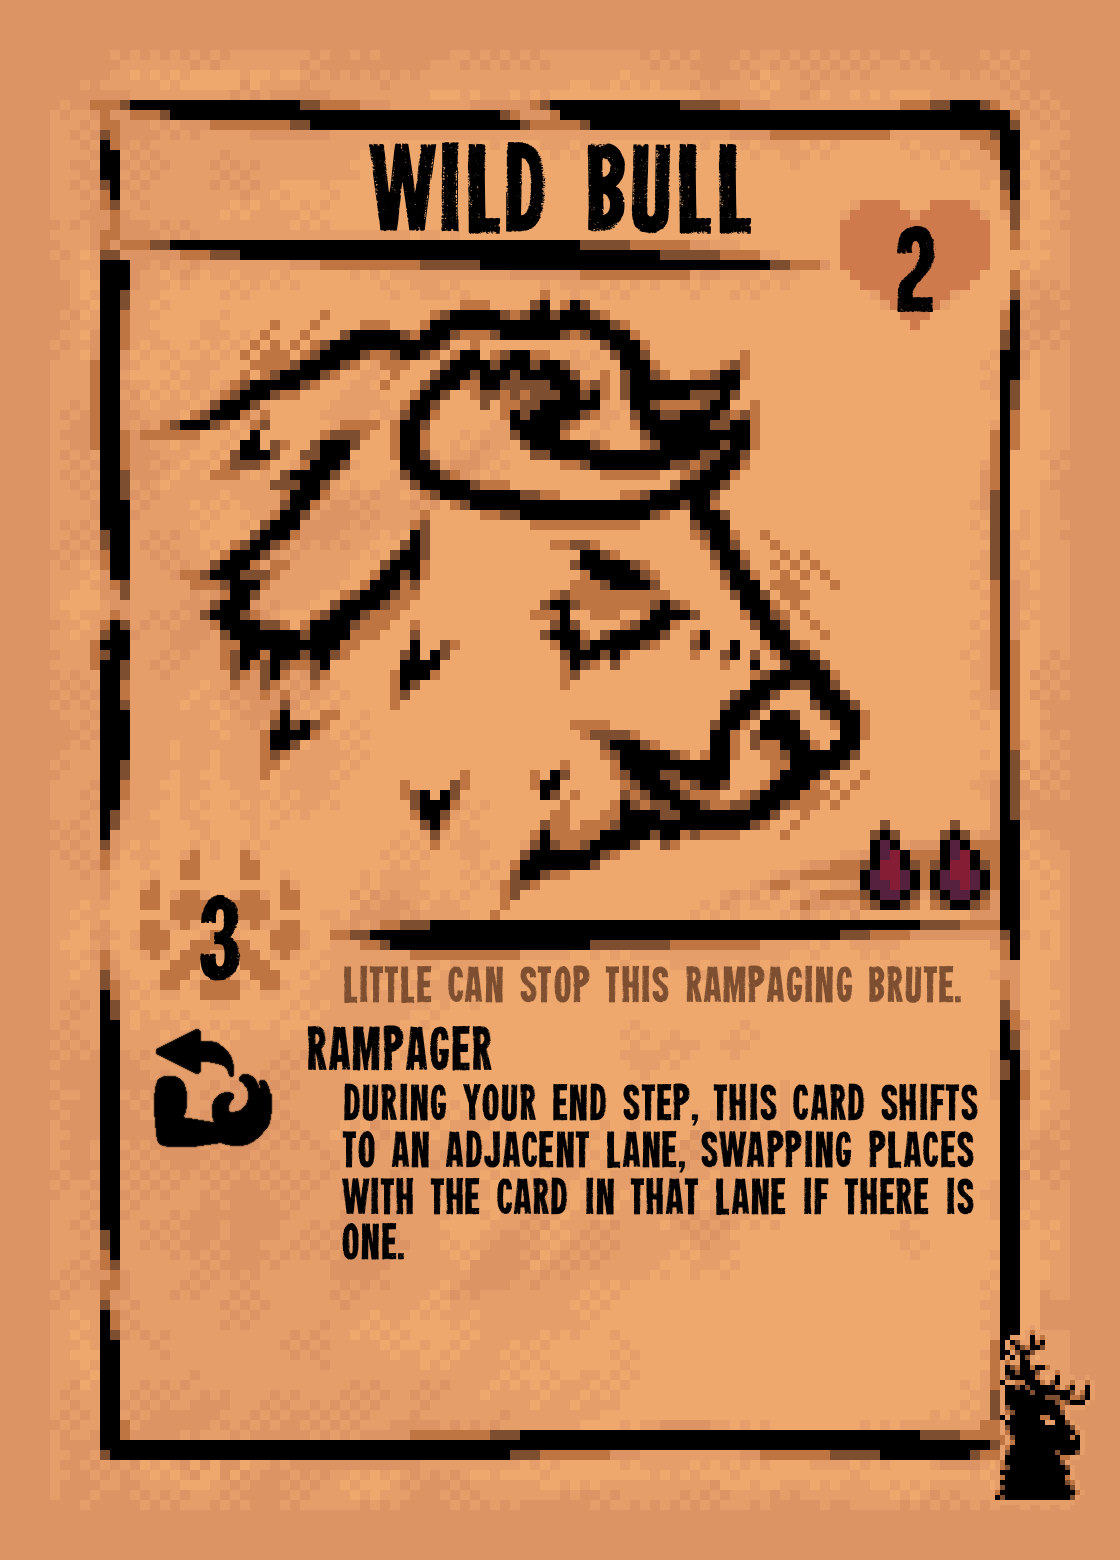 WILD BULL
2
3
LITTLE CAN STOP THIS RAMPAGING BRUTE.
RAMPAGER
DURING YOUR END STEP, THIS CARD SHIFTS
TO AN ADJACENT LANE, SWAPPING PLACES
WITH THE CARD IN THAT LANE IF THERE IS
ONE.